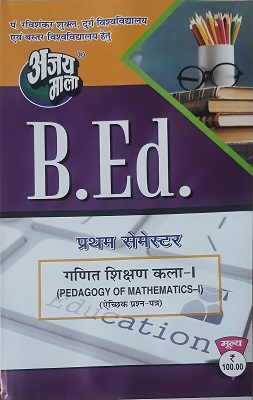 पं. रविशंकर शुक्ल, दुर्ग विश्वविद्यालय
एवं बस्तर विश्वविद्यालय हेतु
अजय
माला
®
B.Ed.
प्रथम सेमेस्टर
गणित शिक्षण कला-I
(PEDAGOGY OF MATHEMATICS-I)
(ऐच्छिक प्रश्न-पत्र)
Education
मूल्य
₹
100.00